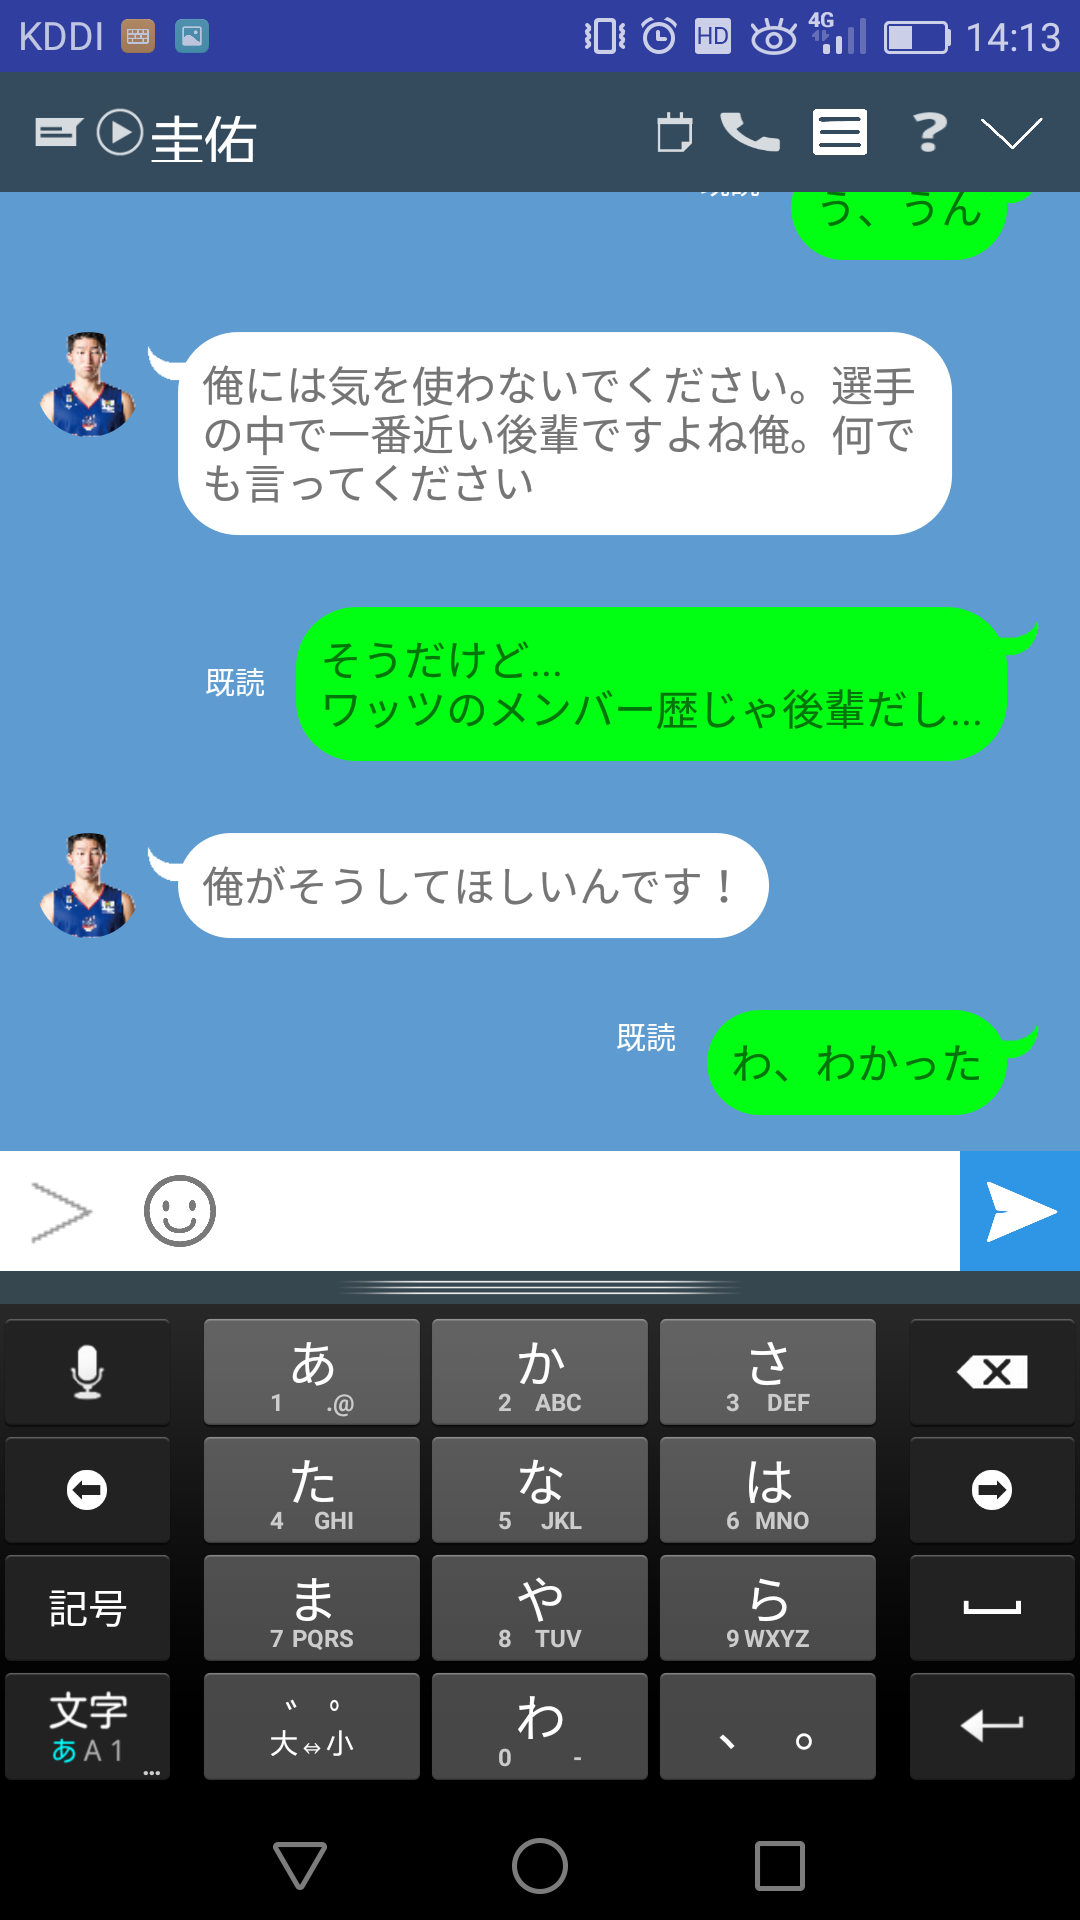 KDDI
HD
4G
14:13
圭佑
?
既読
う、うん
俺には気を使わないでください。選手
の中で一番近い後輩ですよね俺。何で
も言ってください
既読
そうだけど...
ワッツのメンバー歴じゃ後輩だし...
俺がそうしてほしいんです！
既読
わ、わかった
あ
1 .@
か
2 ABC
さ
3 DEF
た
4 GHI
な
5 JKL
は
6 MNO
記号
ま
7 PQRS
や
8 TUV
ら
9 WXYZ
文字
あ A 1
...
゛ ゜
大⇔小
わ
0 -
、 。